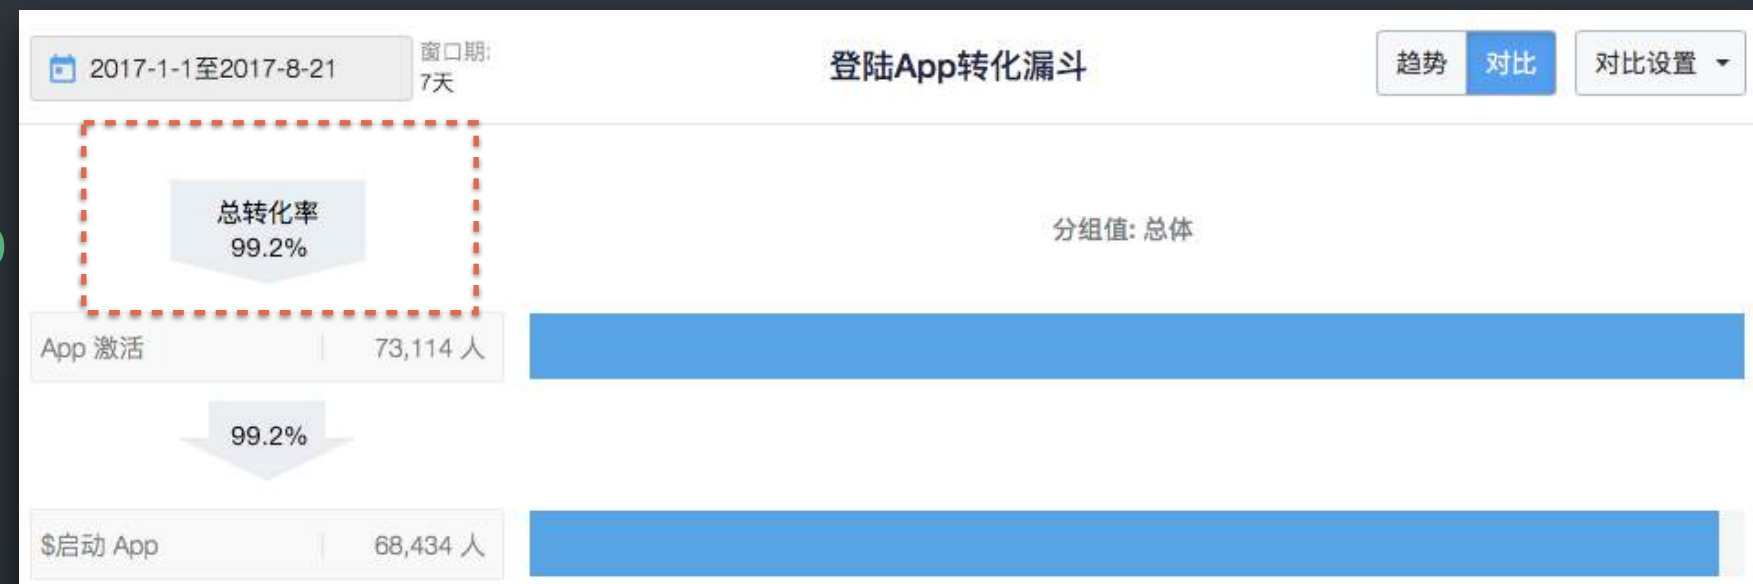 2017-1-1至2017-8-21
窗口期:
7天
登陆App转化漏斗
趋势
对比
对比设置
总转化率
99.2%
分组值: 总体
App 激活
73,114 人
99.2%
$启动 App
68,434 人